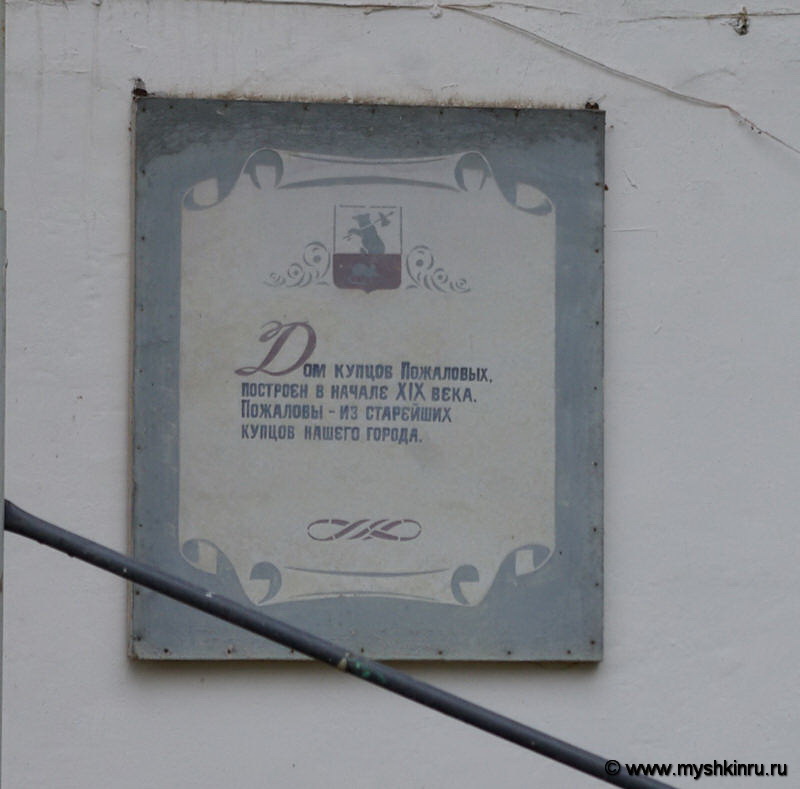 Дом купцов Пожаловых,
построен в начале XIX века.
Пожаловы - из старейших
купцов нашего города.
© www.myshkinru.ru